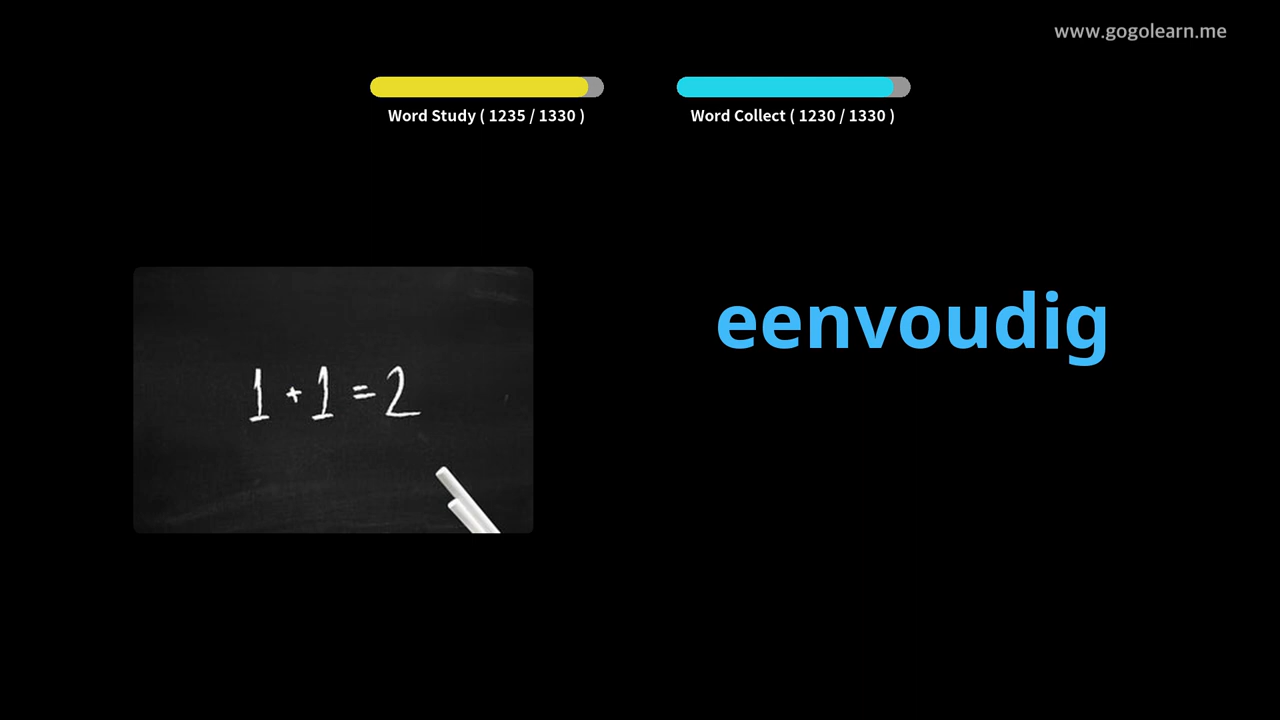 www.gogolearn.me
Word Study ( 1235 / 1330 )
Word Collect ( 1230 / 1330 )
eenvoudig
1 + 1 = 2